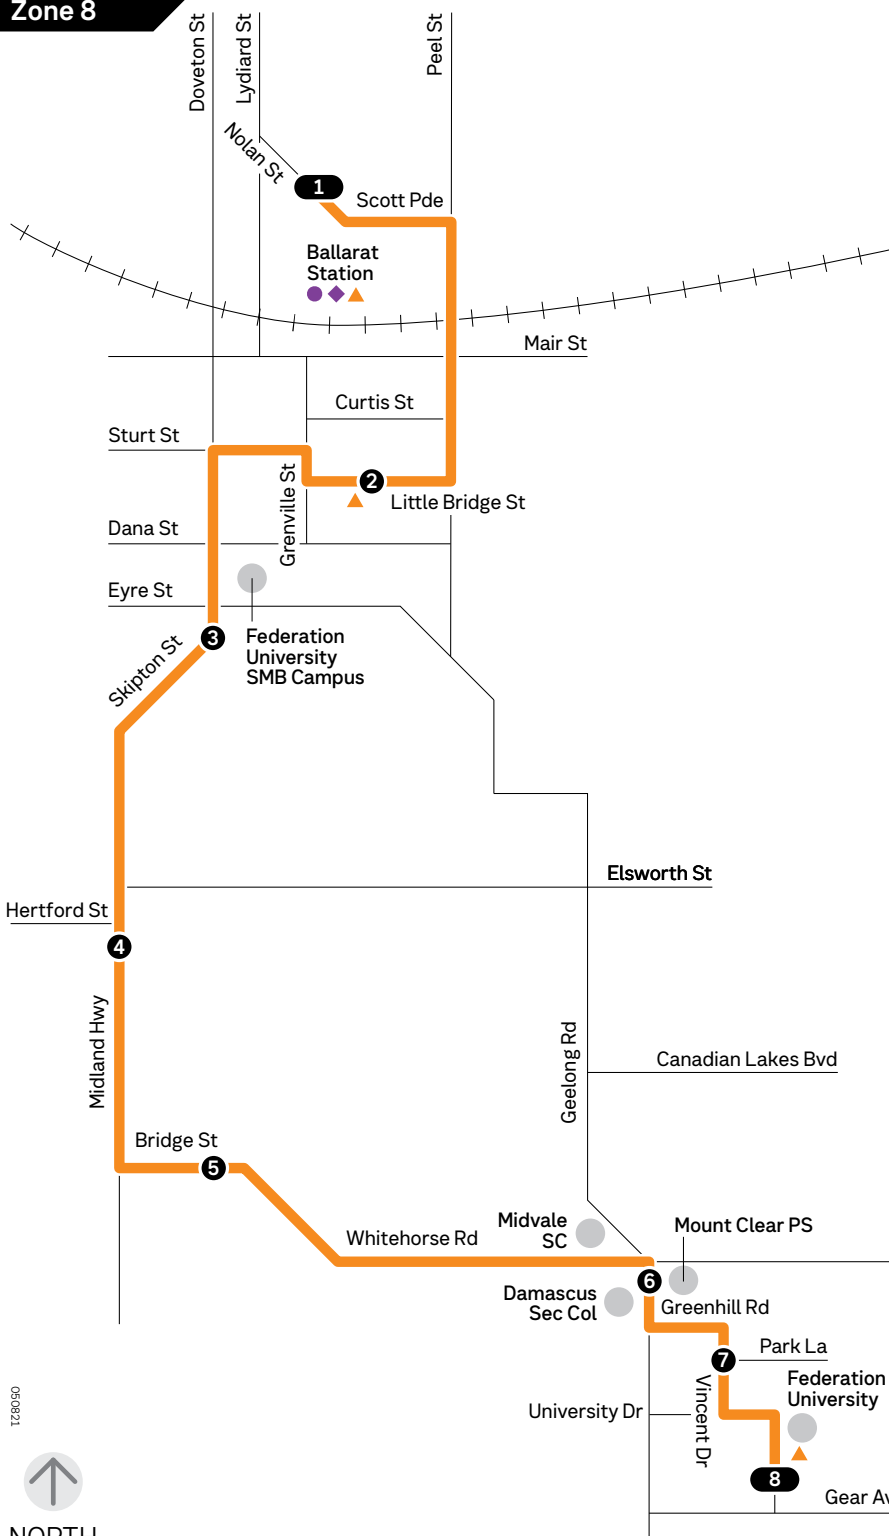 Zone 8
Doveton St
Lydiard St
Peel St
Nolan St
1
Scott Pde
Ballarat
Station
Mair St
Curtis St
Sturt St
Grenville St
2
Little Bridge St
Dana St
Eyre St
3
Federation
University
SMB Campus
Skipton St
Elsworth St
Hertford St
4
Midland Hwy
Geelong Rd
Canadian Lakes Bvd
Bridge St
5
Whitehorse Rd
Midvale
SC
Mount Clear PS
6
Damascus
Sec Col
Greenhill Rd
7
Park La
Federation
University
University Dr
Vincent Dr
8
Gear Av
050821
NORTH